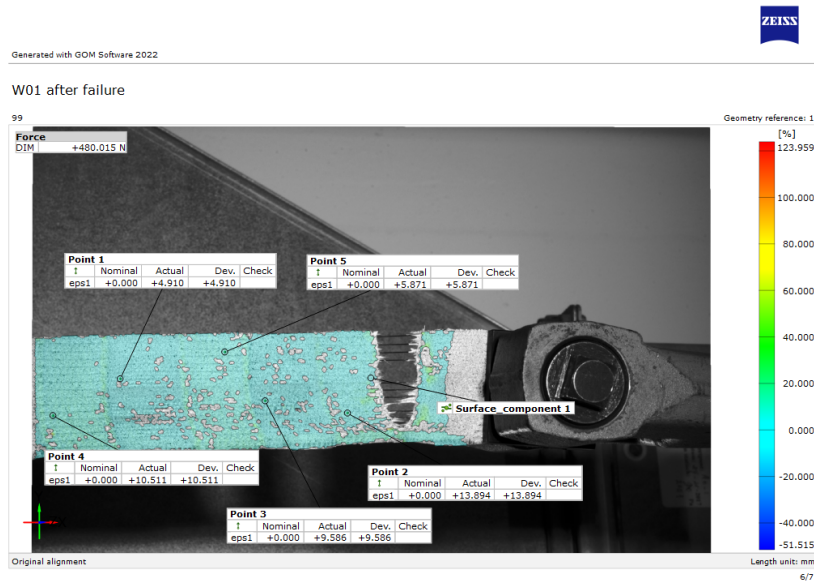 ZEISS
Generated with GOM Software 2022
W01 after failure
99
Geometry reference: 1
Force
DIM +480.015 N
[%]
123.959
100.000
80.000
60.000
40.000
20.000
0.000
-20.000
-40.000
-51.515
Point 1
Nominal Actual Dev. Check
eps1 +0.000 +4.910 +4.910
Point 5
Nominal Actual Dev. Check
eps1 +0.000 +5.871 +5.871
Surface_component 1
Point 4
Nominal Actual Dev. Check
eps1 +0.000 +10.511 +10.511
Point 2
Nominal Actual Dev. Check
eps1 +0.000 +13.894 +13.894
Point 3
Nominal Actual Dev. Check
eps1 +0.000 +9.586 +9.586
Original alignment
Length unit: mm
6/7